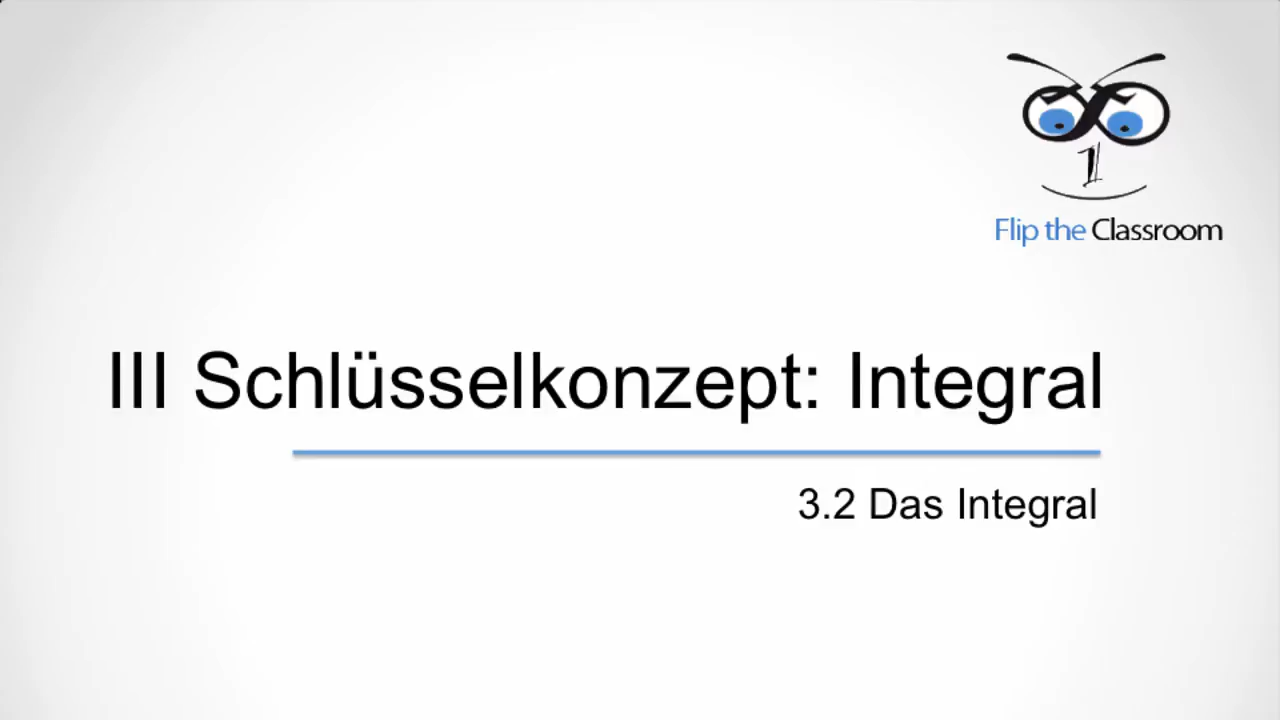 Flip the Classroom
III Schlüsselkonzept: Integral
3.2 Das Integral